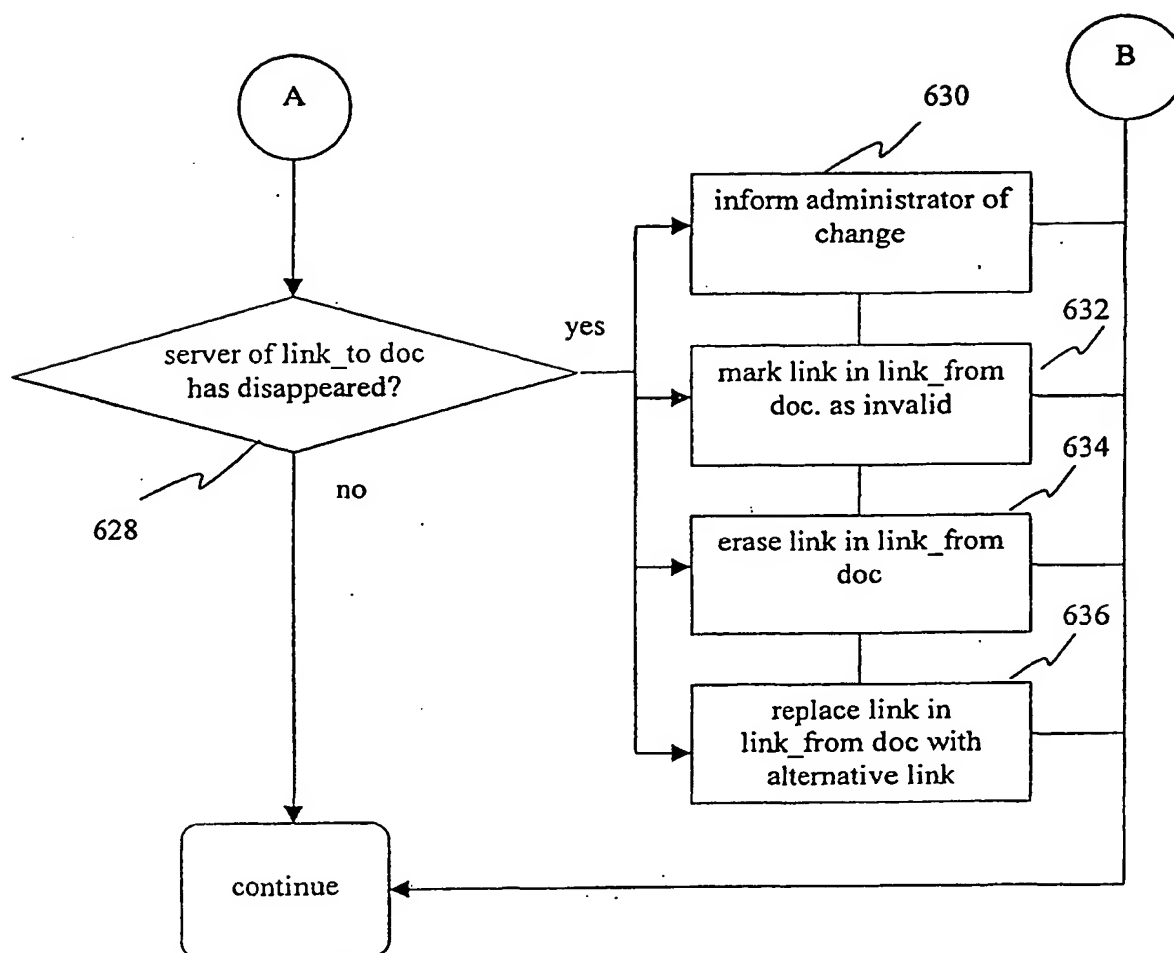 A
B
630
inform administrator of
change
yes
632
server of link_to doc
has disappeared?
mark link in link_from
doc. as invalid
634
no
628
erase link in link_from
doc
636
replace link in
link_from doc with
alternative link
continue